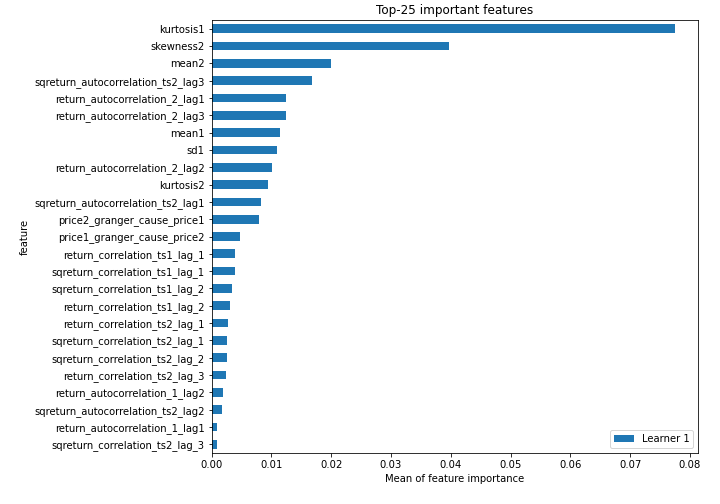 Top-25 important features
kurtosis1
skewness2
mean2
sqreturn_autocorrelation_ts2_lag3
return_autocorrelation_2_lag1
return_autocorrelation_2_lag3
mean1
sd1
return_autocorrelation_2_lag2
kurtosis2
sqreturn_autocorrelation_ts2_lag1
price2_granger_cause_price1
price1_granger_cause_price2
return_correlation_ts1_lag_1
sqreturn_correlation_ts1_lag_1
sqreturn_correlation_ts1_lag_2
return_correlation_ts1_lag_2
return_correlation_ts2_lag_1
sqreturn_correlation_ts2_lag_1
sqreturn_correlation_ts2_lag_2
return_correlation_ts2_lag_3
return_autocorrelation_1_lag2
sqreturn_autocorrelation_ts2_lag2
return_autocorrelation_1_lag1
sqreturn_correlation_ts2_lag_3
feature
Learner 1
0.00 0.01 0.02 0.03 0.04 0.05 0.06 0.07 0.08
Mean of feature importance